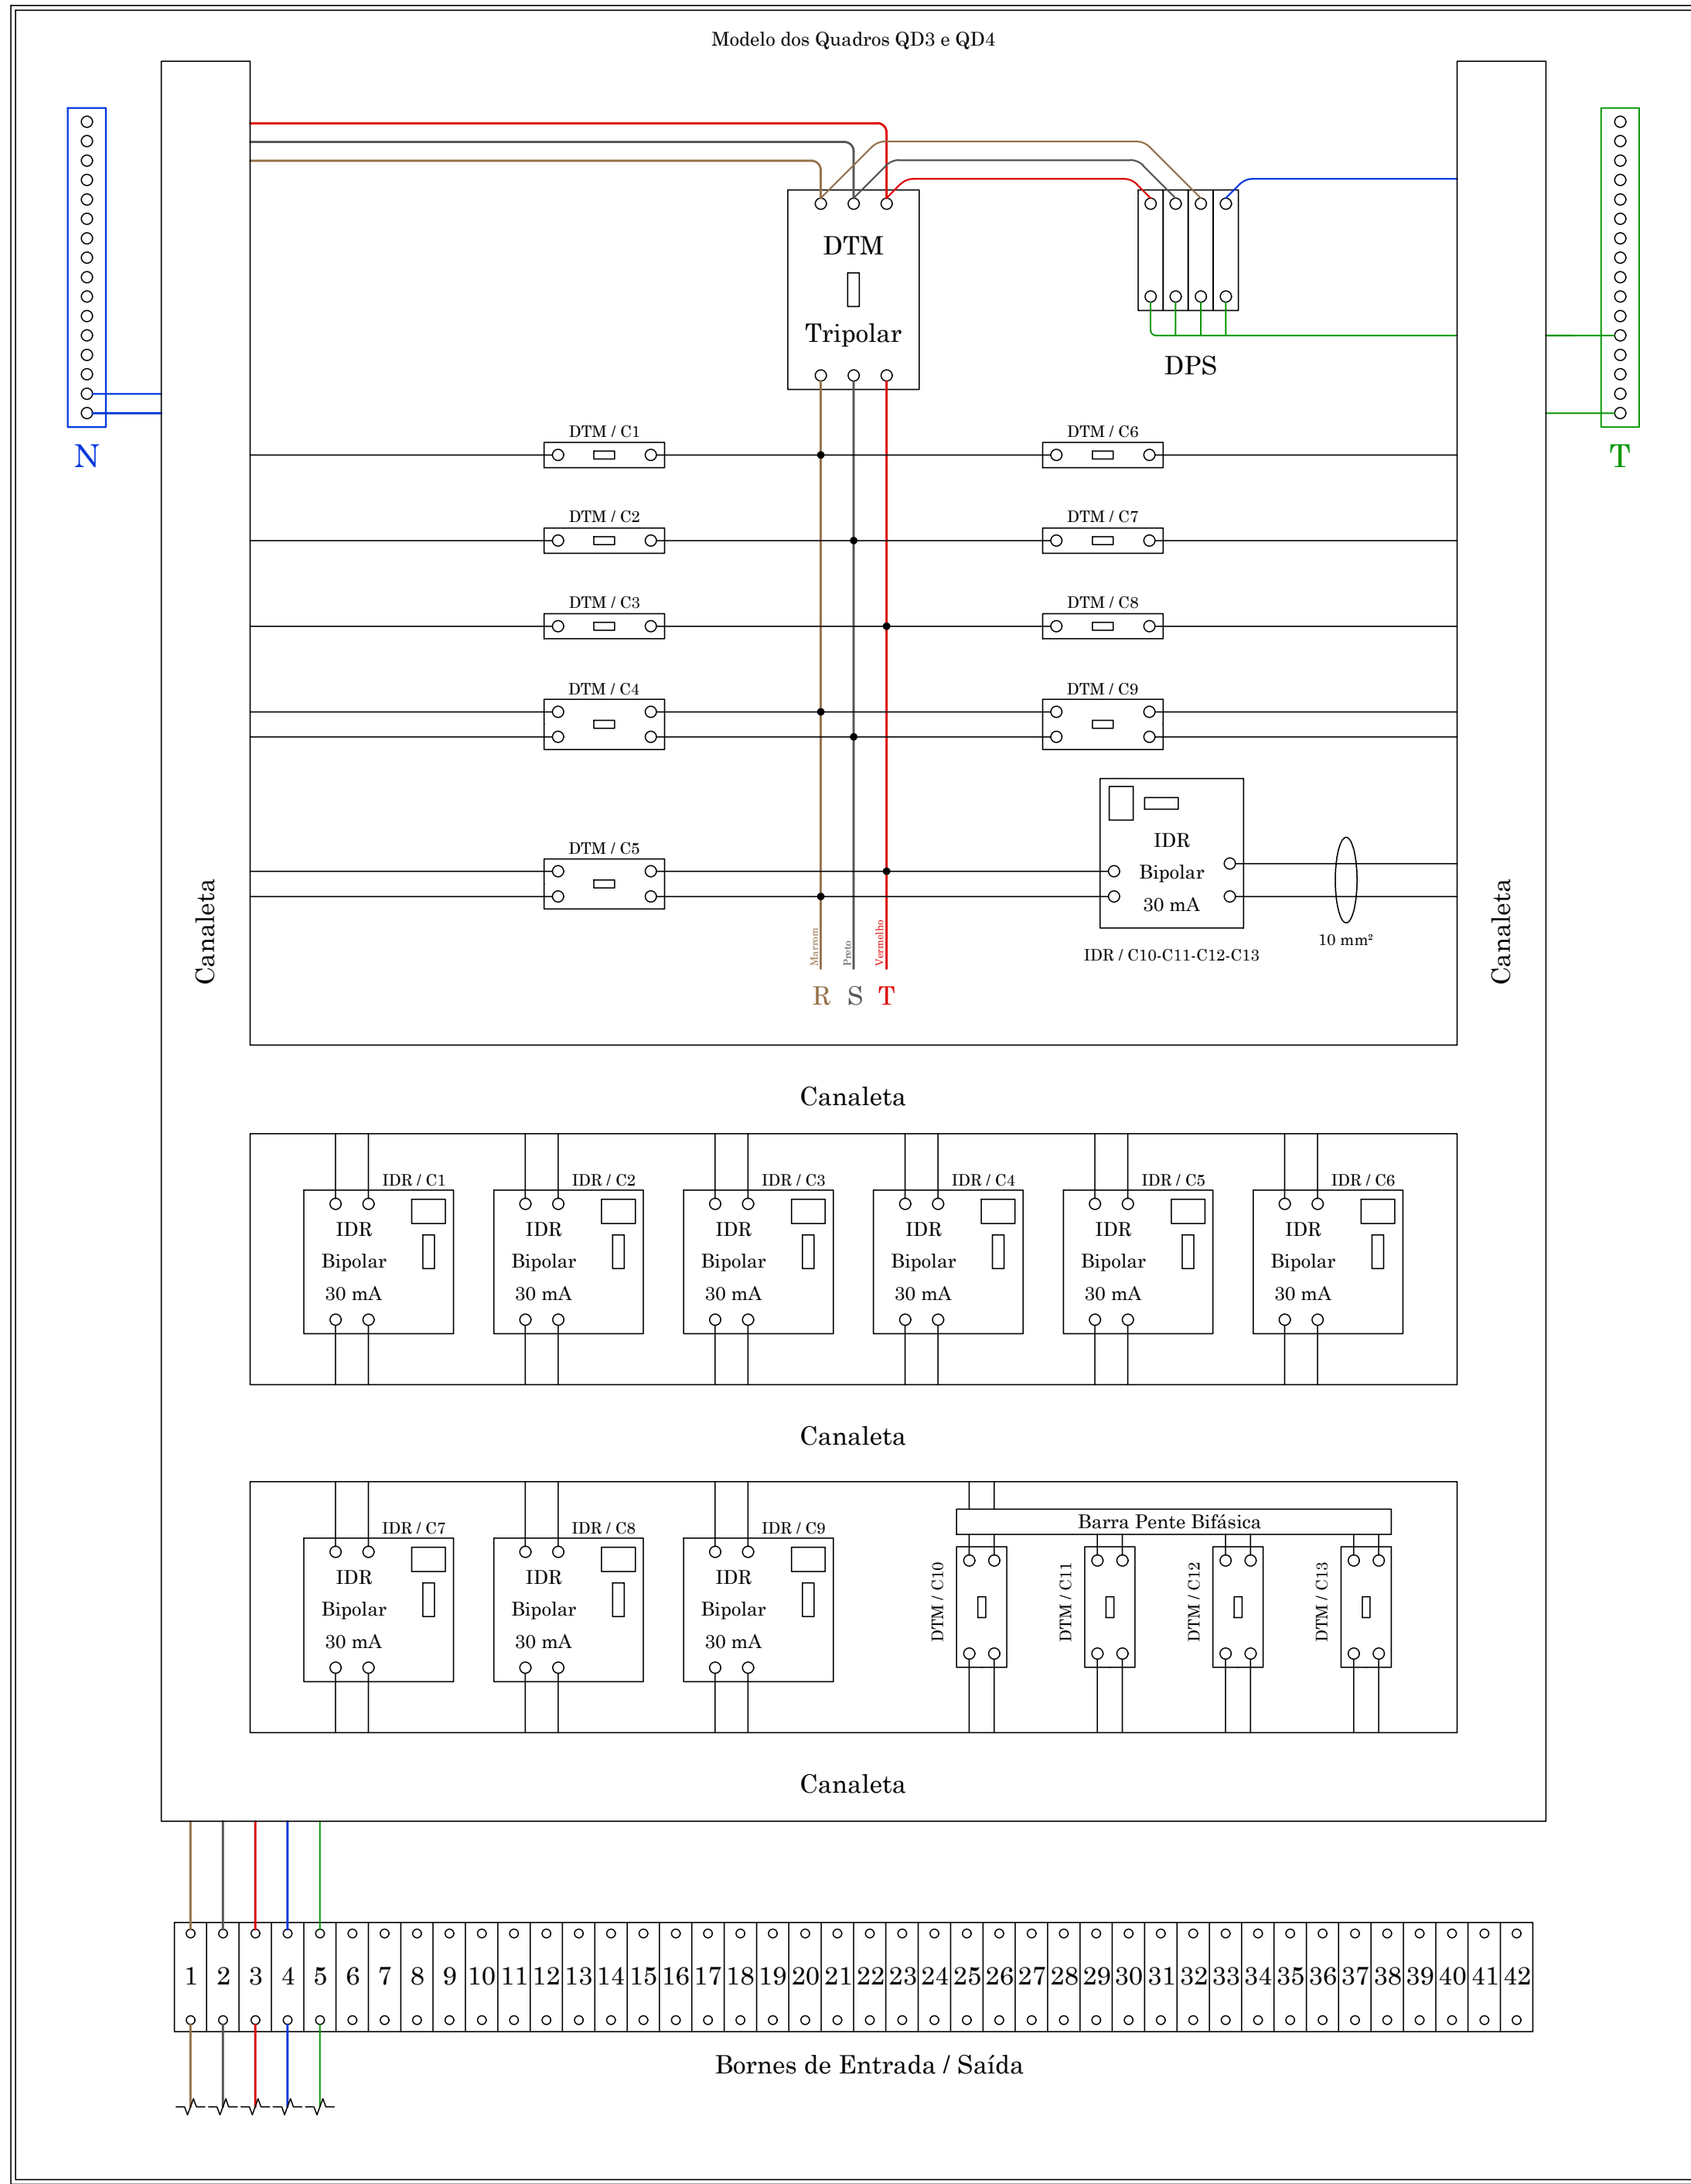 Modelo dos Quadros QD3 e QD4
DTM
Tripolar
DPS
N
T
DTM / C1
DTM / C6
DTM / C2
DTM / C7
DTM / C3
DTM / C8
DTM / C4
DTM / C9
DTM / C5
IDR
Bipolar
30 mA
IDR / C10-C11-C12-C13
10 mm²
Canaleta
Canaleta
Marrom
Preto
Vermelho
R S T
Canaleta
IDR / C1
IDR
Bipolar
30 mA
IDR / C2
IDR
Bipolar
30 mA
IDR / C3
IDR
Bipolar
30 mA
IDR / C4
IDR
Bipolar
30 mA
IDR / C5
IDR
Bipolar
30 mA
IDR / C6
IDR
Bipolar
30 mA
Canaleta
IDR / C7
IDR
Bipolar
30 mA
IDR / C8
IDR
Bipolar
30 mA
IDR / C9
IDR
Bipolar
30 mA
Barra Pente Bifásica
DTM / C10
DTM / C11
DTM / C12
DTM / C13
Canaleta
1 2 3 4 5 6 7 8 9 10 11 12 13 14 15 16 17 18 19 20 21 22 23 24 25 26 27 28 29 30 31 32 33 34 35 36 37 38 39 40 41 42
Bornes de Entrada / Saída